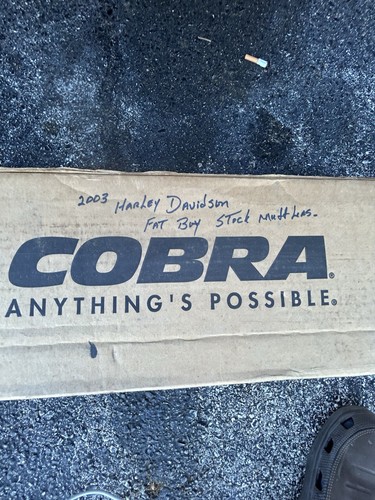 2003 Harley Davidson
Fat Boy Stock Mufflers.
COBRA®
ANYTHING'S POSSIBLE®